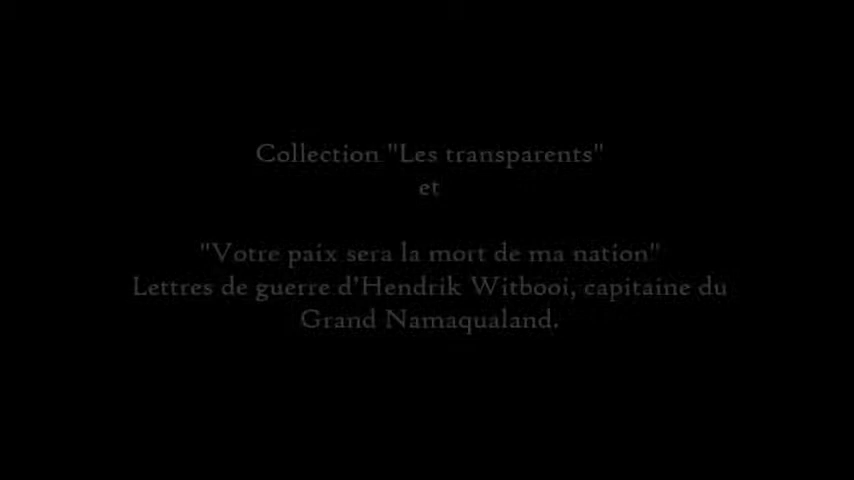 Collection "Les transparents"
et
"Votre paix sera la mort de ma nation"
Lettres de guerre d'Hendrik Witbooi, capitaine du
Grand Namaqualand.